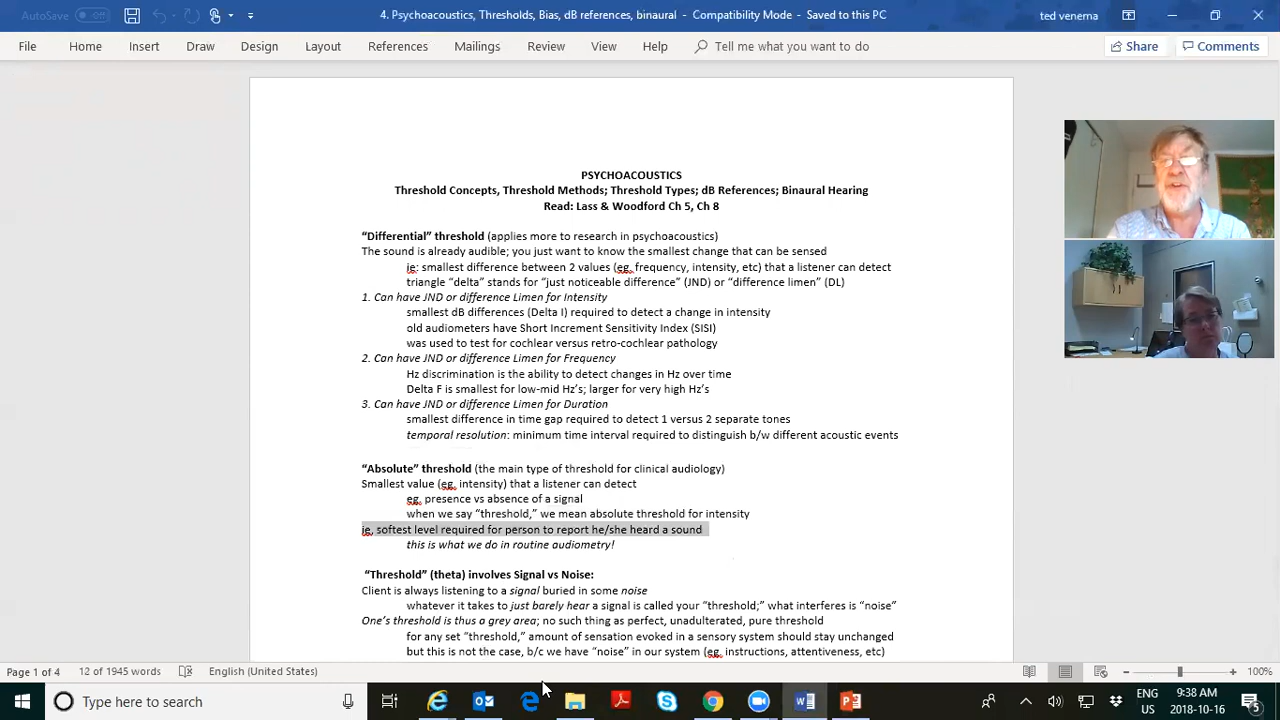 AutoSave Off 4. Psychoacoustics, Thresholds, Bias, dB references, binaural - Compatibility Mode - Saved to this PC ted venema
File Home Insert Draw Design Layout References Mailings Review View Help Tell me what you want to do Share Comments
PSYCHOACOUSTICS
Threshold Concepts, Threshold Methods; Threshold Types; dB References; Binaural Hearing
Read: Lass & Woodford Ch 5, Ch 8
“Differential” threshold (applies more to research in psychoacoustics)
The sound is already audible; you just want to know the smallest change that can be sensed
ie: smallest difference between 2 values (eg. frequency, intensity, etc) that a listener can detect
triangle “delta” stands for “just noticeable difference” (JND) or “difference limen” (DL)
1. Can have JND or difference Limen for Intensity
smallest dB differences (Delta I) required to detect a change in intensity
old audiometers have Short Increment Sensitivity Index (SISI)
was used to test for cochlear versus retro-cochlear pathology
2. Can have JND or difference Limen for Frequency
Hz discrimination is the ability to detect changes in Hz over time
Delta F is smallest for low-mid Hz’s; larger for very high Hz’s
3. Can have JND or difference Limen for Duration
smallest difference in time gap required to detect 1 versus 2 separate tones
temporal resolution: minimum time interval required to distinguish b/w different acoustic events
“Absolute” threshold (the main type of threshold for clinical audiology)
Smallest value (eg. intensity) that a listener can detect
eg. presence vs absence of a signal
when we say “threshold,” we mean absolute threshold for intensity
ie, softest level required for person to report he/she heard a sound
this is what we do in routine audiometry!
“Threshold” (theta) involves Signal vs Noise:
Client is always listening to a signal buried in some noise
whatever it takes to just barely hear a signal is called your “threshold;” what interferes is “noise”
One’s threshold is thus a grey area; no such thing as perfect, unadulterated, pure threshold
for any set “threshold,” amount of sensation evoked in a sensory system should stay unchanged
but this is not the case, b/c we have “noise” in our system (eg. instructions, attentiveness, etc)
Page 1 of 4 12 of 1945 words English (United States) 100%
Type here to search ENG 9:38 AM
CA 2018-10-16 5